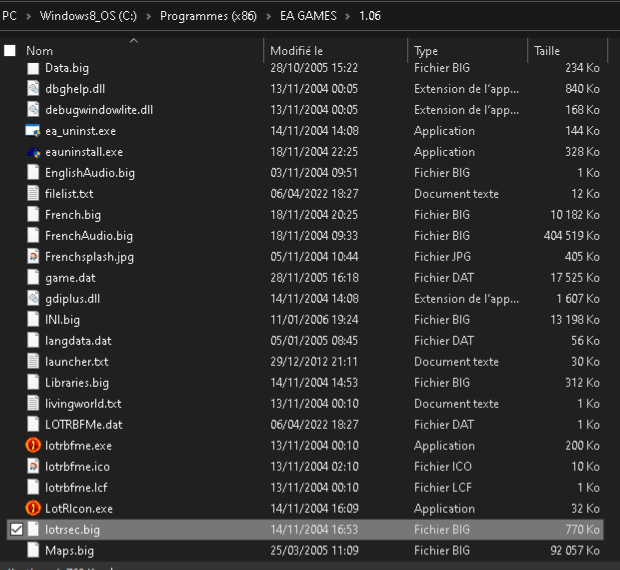 PC > Windows8_OS (C:) > Programmes (x86) > EA GAMES > 1.06
Nom Modifié le Type Taille
Data.big 28/10/2005 15:22 Fichier BIG 234 Ko
dbghelp.dll 13/11/2004 00:05 Extension de l'app... 840 Ko
debugwindowlite.dll 13/11/2004 00:05 Extension de l'app... 168 Ko
ea_uninst.exe 14/11/2004 14:08 Application 144 Ko
eauninstall.exe 18/11/2004 22:25 Application 328 Ko
EnglishAudio.big 03/11/2004 09:51 Fichier BIG 1 Ko
filelist.txt 06/04/2022 18:27 Document texte 12 Ko
French.big 18/11/2004 20:25 Fichier BIG 10 182 Ko
FrenchAudio.big 18/11/2004 09:33 Fichier BIG 404 519 Ko
Frenchsplash.jpg 05/11/2004 10:44 Fichier JPG 405 Ko
game.dat 28/11/2005 16:18 Fichier DAT 17 525 Ko
gdiplus.dll 14/11/2004 14:08 Extension de l'app... 1 607 Ko
INI.big 11/01/2006 19:24 Fichier BIG 13 198 Ko
langdata.dat 05/01/2005 08:45 Fichier DAT 56 Ko
launcher.txt 29/12/2012 21:11 Document texte 30 Ko
Libraries.big 14/11/2004 14:53 Fichier BIG 312 Ko
livingworld.txt 13/11/2004 00:10 Document texte 1 Ko
LOTRBFMe.dat 06/04/2022 18:27 Fichier DAT 1 Ko
lotrbfme.exe 13/11/2004 00:10 Application 200 Ko
lotrbfme.ico 13/11/2004 02:10 Fichier ICO 10 Ko
lotrbfme.lcf 13/11/2004 00:10 Fichier LCF 1 Ko
LotRIcon.exe 14/11/2004 16:09 Application 32 Ko
lotrsec.big 14/11/2004 16:53 Fichier BIG 770 Ko
Maps.big 25/03/2005 11:09 Fichier BIG 92 057 Ko